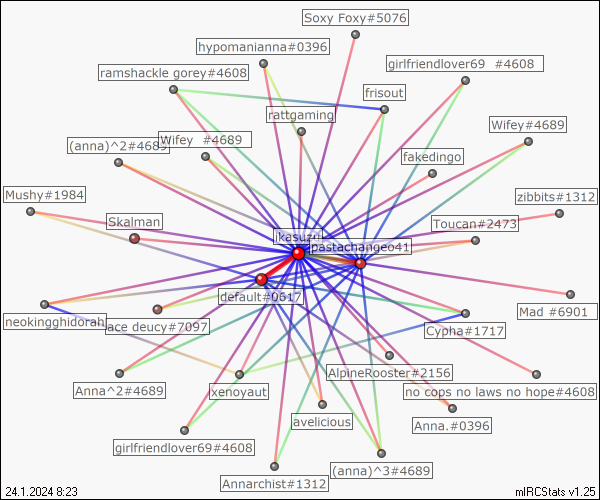 Soxy Foxy#5076
hypomanianna#0396
girlfriendlover69 #4608
ramshackle gorey#4608
frisout
rattgaming
Wifey#4689
(anna)^2#4689
Wifey #4689
fakedingo
Mushy#1984
zibbits#1312
Skalman
Toucan#2473
ikasuzu
pastachangeo41
default#0617
Mad #6901
neokingghidorah
ace deucy#7097
Cypha#1717
AlpineRooster#2156
Anna^2#4689
xenoyaut
no cops no laws no hope#4608
avelicious
Anna.#0396
girlfriendlover69#4608
(anna)^3#4689
Annarchist#1312
24.1.2024 8:23
mIRCStats v1.25